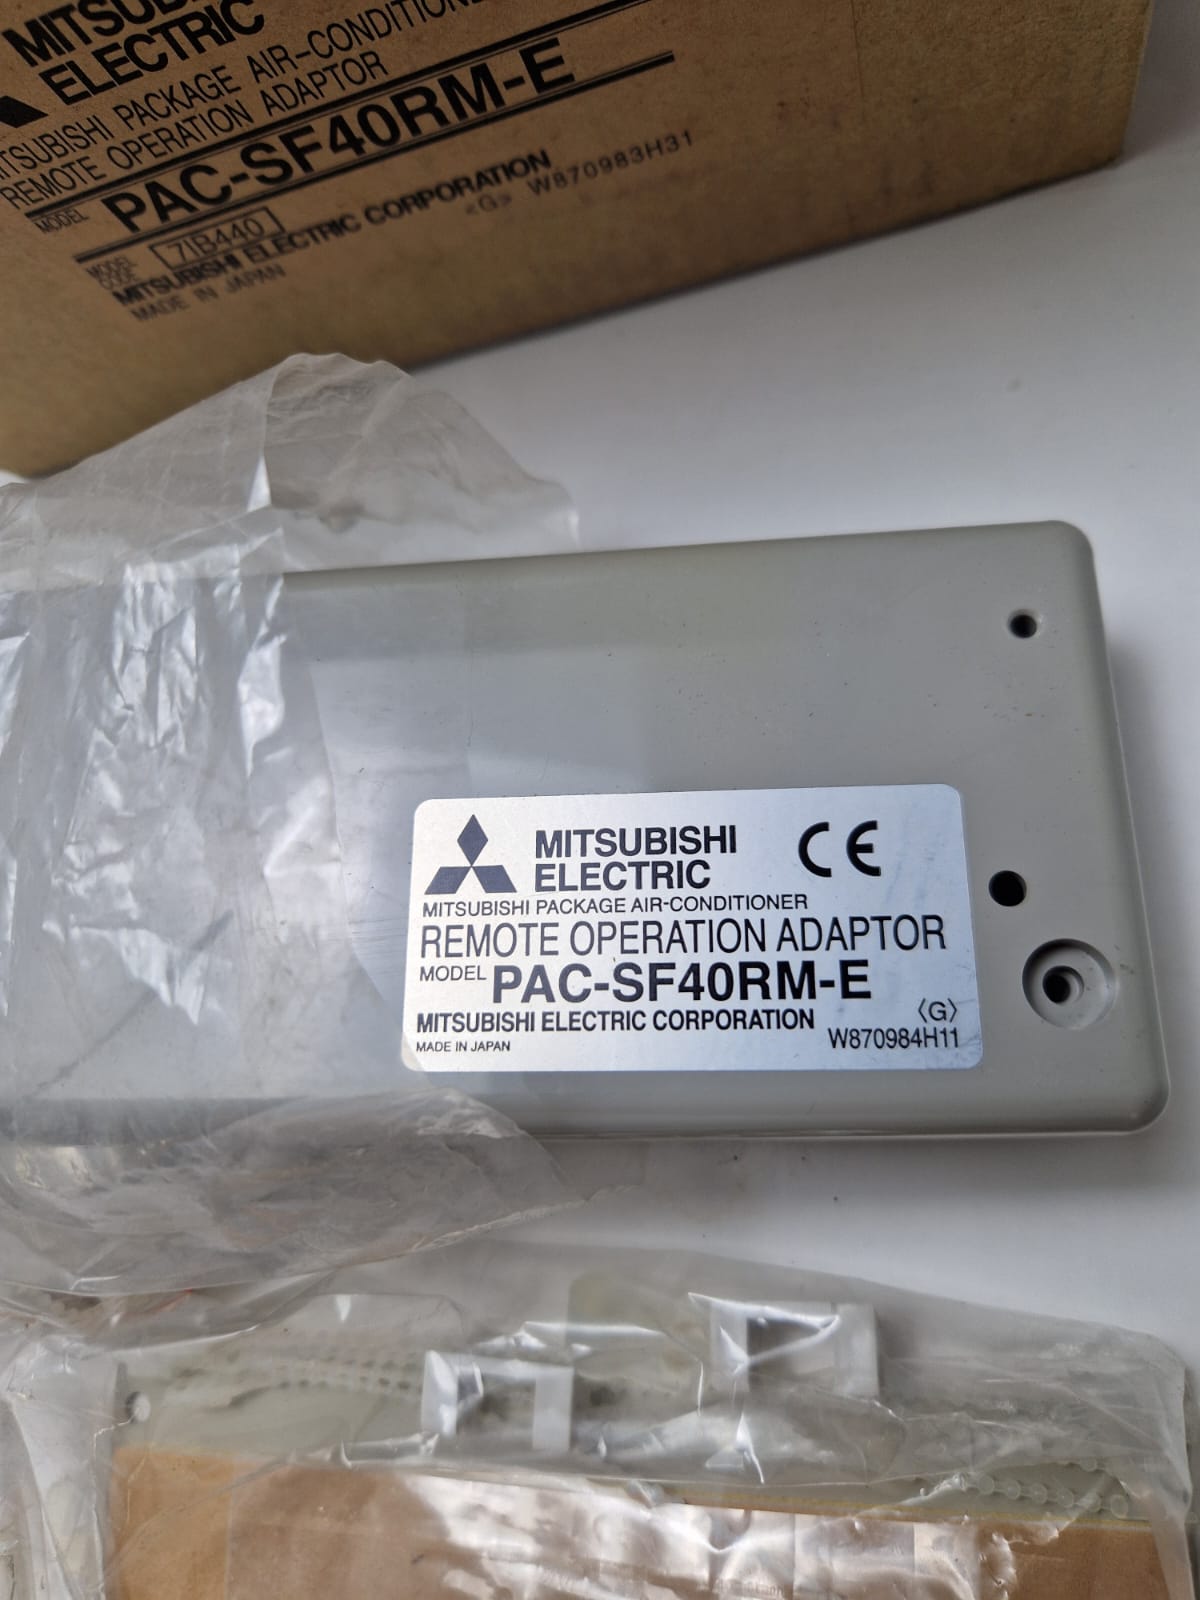 MITSUBISHI
ELECTRIC
MITSUBISHI PACKAGE AIR-CONDITIONE
REMOTE OPERATION ADAPTOR
MODEL PAC-SF40RM-E
MODEL CODE 7IB440
MITSUBISHI ELECTRIC CORPORATION
<G> W870983H31
MADE IN JAPAN
MITSUBISHI
ELECTRIC
CE
MITSUBISHI PACKAGE AIR-CONDITIONER
REMOTE OPERATION ADAPTOR
MODEL PAC-SF40RM-E
<G>
MITSUBISHI ELECTRIC CORPORATION
MADE IN JAPAN
W870984H11